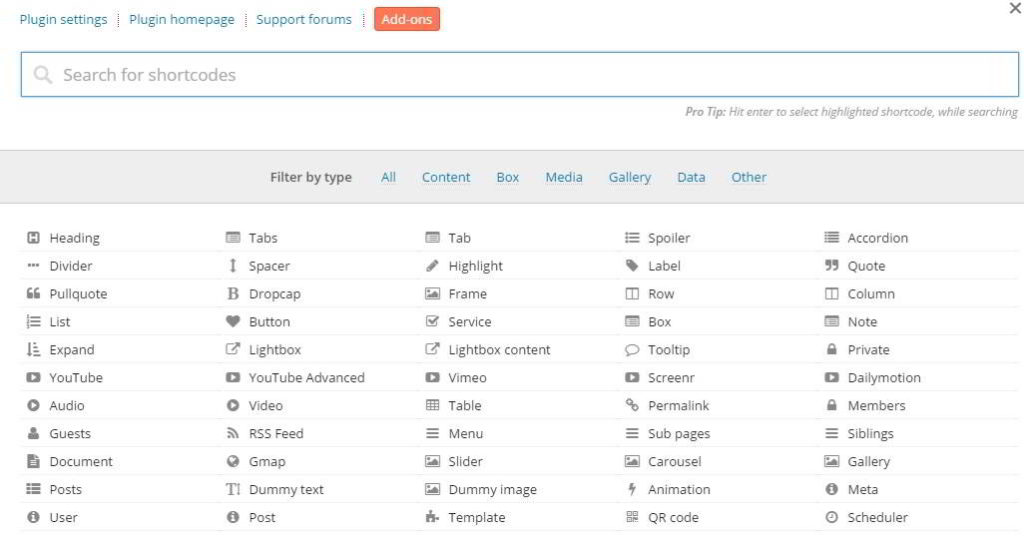 Plugin settings Plugin homepage Support forums Add-ons
Search for shortcodes
Pro Tip: Hit enter to select highlighted shortcode, while searching
Filter by type All Content Box Media Gallery Data Other
Heading Tabs Tab Spoiler Accordion
Divider Spacer Highlight Label Quote
Pullquote Dropcap Frame Row Column
List Button Service Box Note
Expand Lightbox Lightbox content Tooltip Private
YouTube YouTube Advanced Vimeo Screenr Dailymotion
Audio Video Table Permalink Members
Guests RSS Feed Menu Sub pages Siblings
Document Gmap Slider Carousel Gallery
Posts Dummy text Dummy image Animation Meta
User Post Template QR code Scheduler